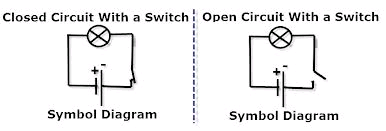 Closed Circuit With a Switch
+ -
Symbol Diagram
Open Circuit With a Switch
+ -
Symbol Diagram